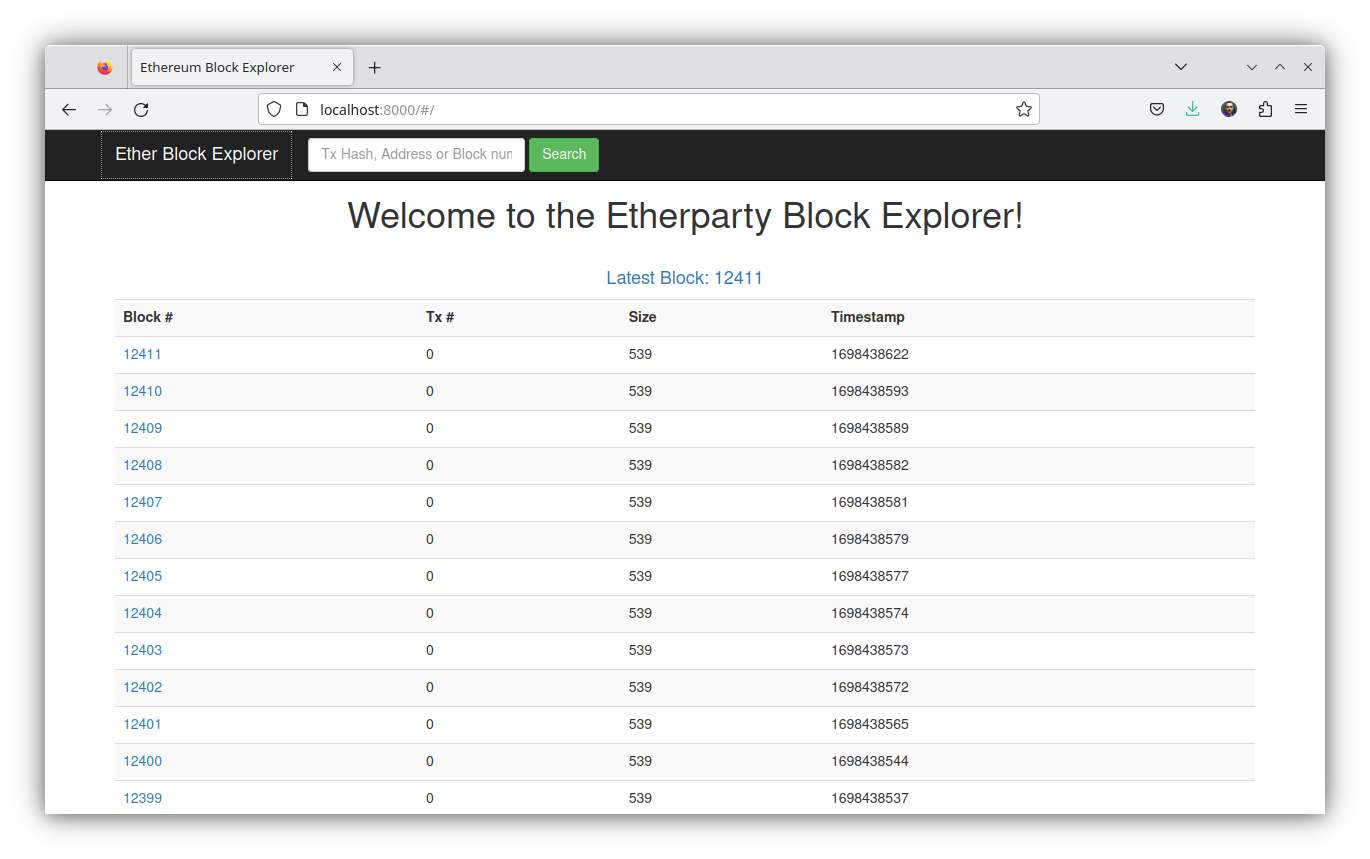 Ethereum Block Explorer
localhost:8000/#/
Ether Block Explorer Tx Hash, Address or Block nun Search
Welcome to the Etherparty Block Explorer!
Latest Block: 12411
Block # Tx # Size Timestamp
12411 0 539 1698438622
12410 0 539 1698438593
12409 0 539 1698438589
12408 0 539 1698438582
12407 0 539 1698438581
12406 0 539 1698438579
12405 0 539 1698438577
12404 0 539 1698438574
12403 0 539 1698438573
12402 0 539 1698438572
12401 0 539 1698438565
12400 0 539 1698438544
12399 0 539 1698438537